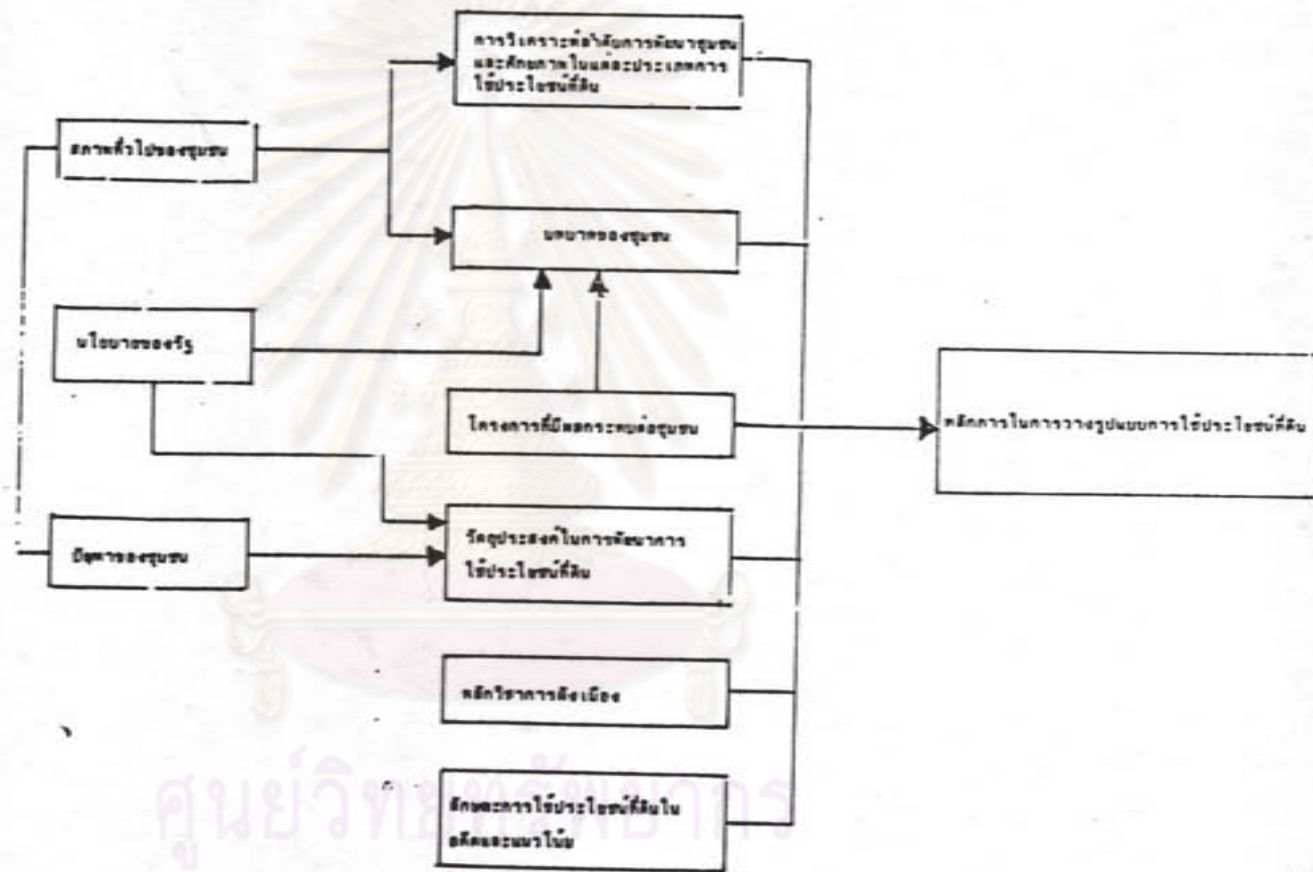 การวิเคราะห์ลำดับการพัฒนาชุมชน
และศักยภาพในแต่ละประเภทการ
ใช้ประโยชน์ที่ดิน
สภาพทั่วไปของชุมชน
บทบาทของชุมชน
นโยบายของรัฐ
โครงการที่มีผลกระทบต่อชุมชน
หลักการในการวางรูปแบบการใช้ประโยชน์ที่ดิน
วัตถุประสงค์ในการพัฒนาการ
ใช้ประโยชน์ที่ดิน
ปัญหาของชุมชน
หลักวิชาการผังเมือง
ลักษณะการใช้ประโยชน์ที่ดินใน
อดีตและแนวโน้ม
ศูนย์วิทยทรัพยากร